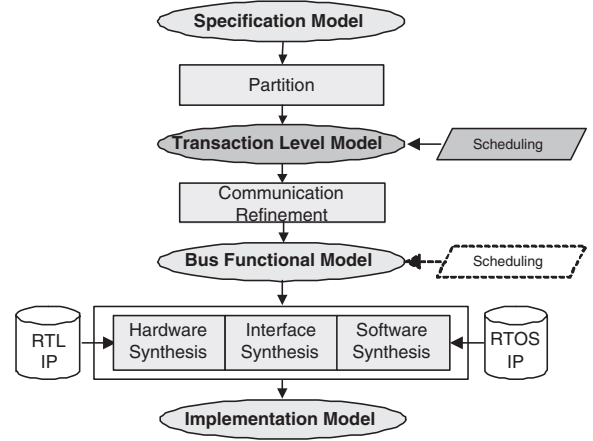 Specification Model
Partition
Transaction Level Model
Scheduling
Communication
Refinement
Bus Functional Model
Scheduling
RTL
IP
Hardware
Synthesis
Interface
Synthesis
Software
Synthesis
RTOS
IP
Implementation Model